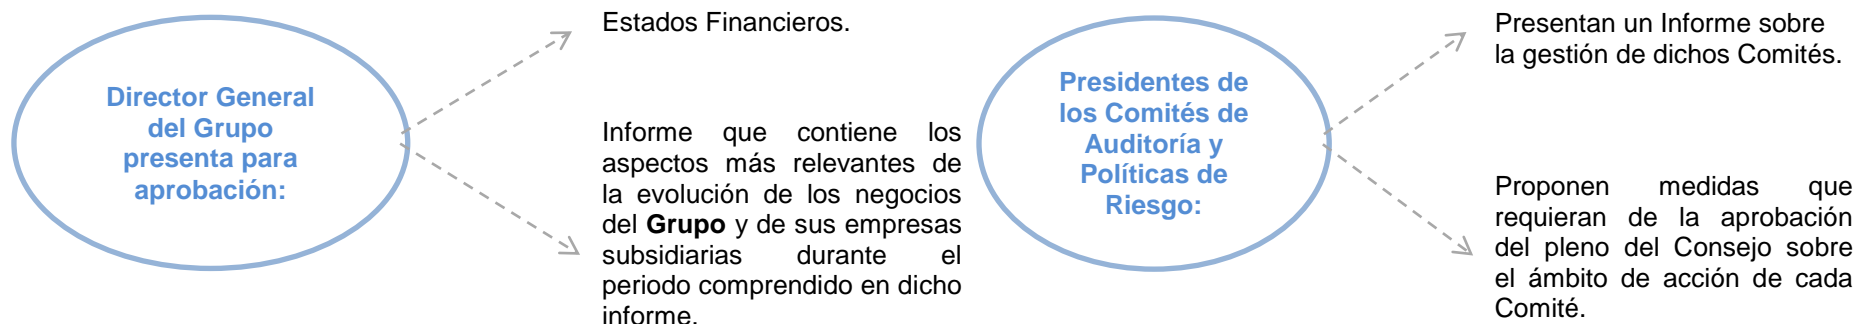 Director General
del Grupo
presenta para
aprobación:
Estados Financieros.
Informe que contiene los
aspectos más relevantes de
la evolución de los negocios
del Grupo y de sus empresas
subsidiarias durante el
periodo comprendido en dicho
informe.
Presidentes de
los Comités de
Auditoría y
Políticas de
Riesgo:
Presentan un Informe sobre
la gestión de dichos Comités.
Proponen medidas que
requieran de la aprobación
del pleno del Consejo sobre
el ámbito de acción de cada
Comité.